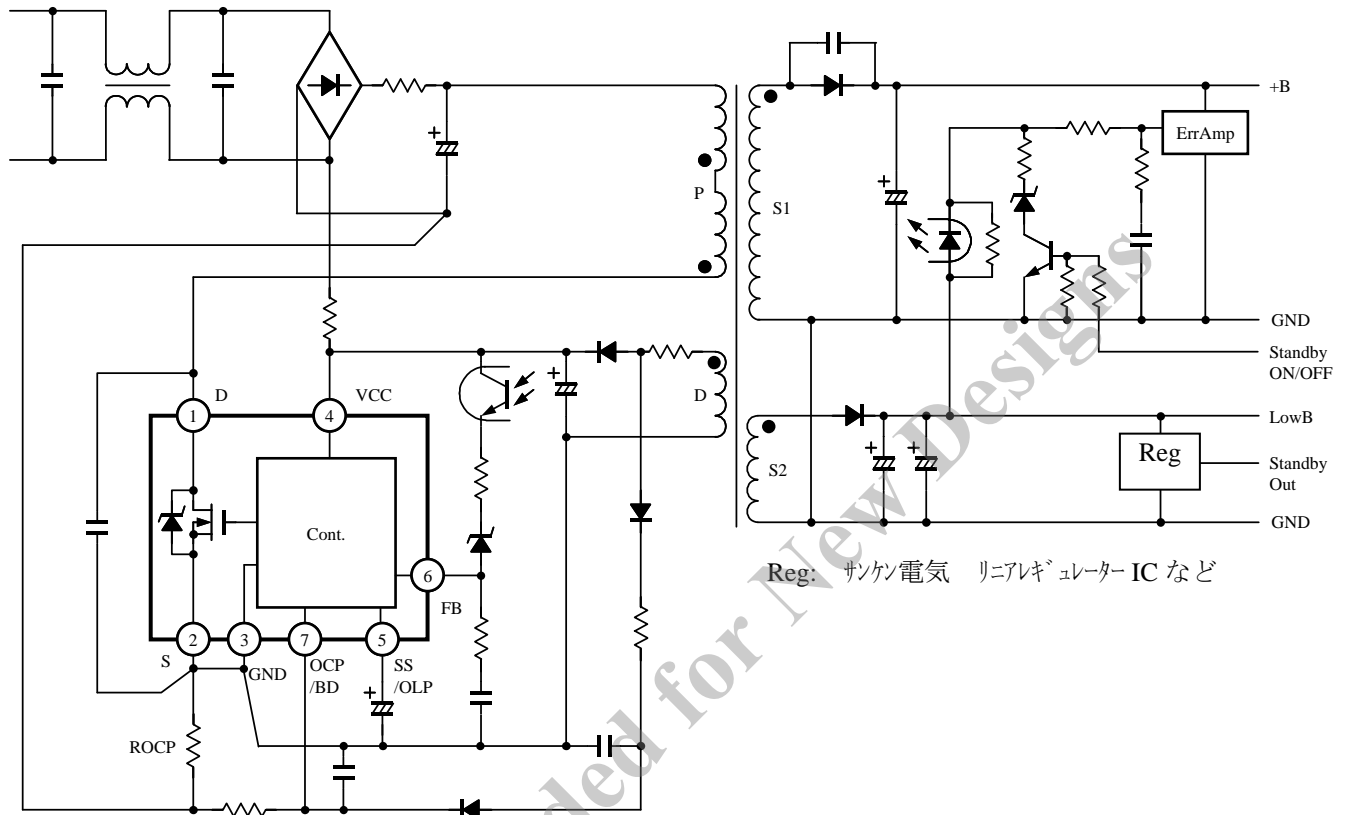 +B
ErrAmp
P
S1
GND
Standby
ON/OFF
D
VCC
D
1
4
LowB
S2
Reg
Standby
Out
Cont.
GND
6
FB
Reg: サンケン電気 リニアレギュレーター IC など
2
3
7
5
S
GND
OCP
/BD
SS
/OLP
ROCP
ded for New Designs